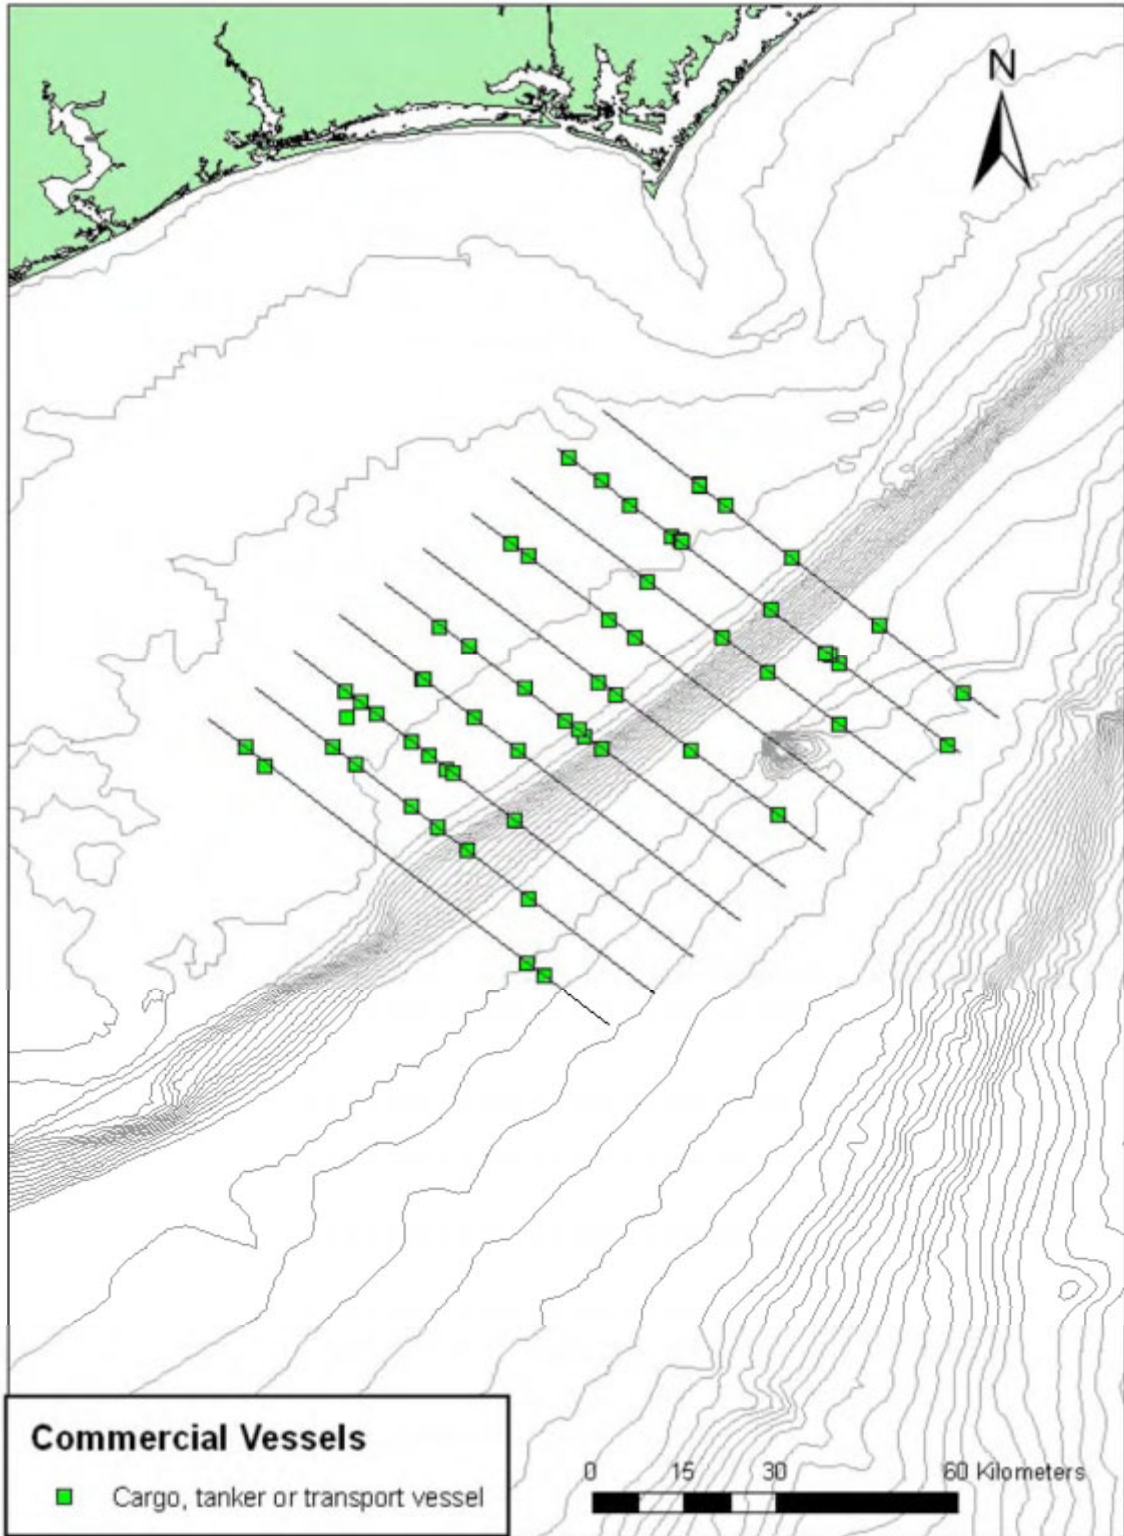 N
Commercial Vessels
Cargo, tanker or transport vessel
0 15 30 60 Kilometers